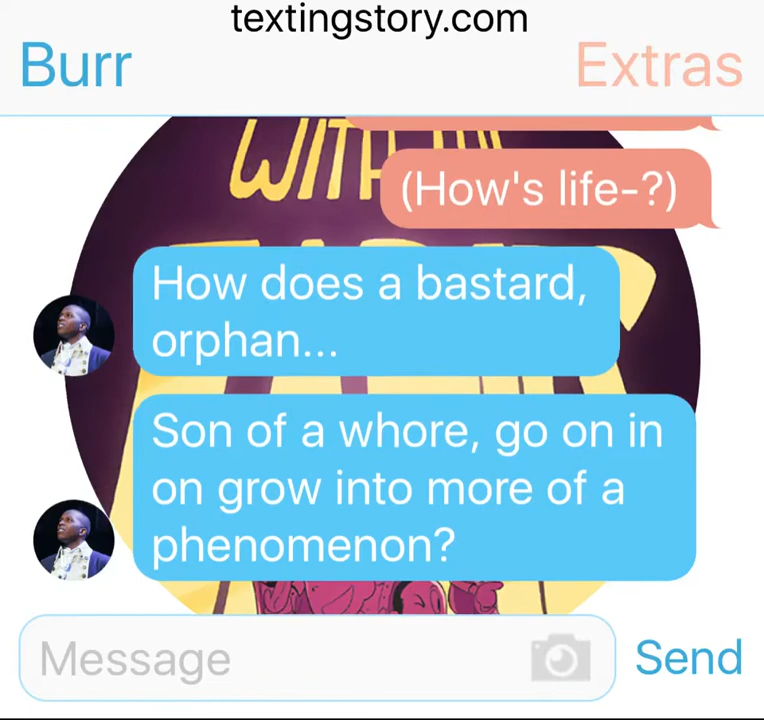 textingstory.com
Burr
Extras
WITH
(How's life-?)
How does a bastard,
orphan...
Son of a whore, go on in
on grow into more of a
phenomenon?
Message
Send